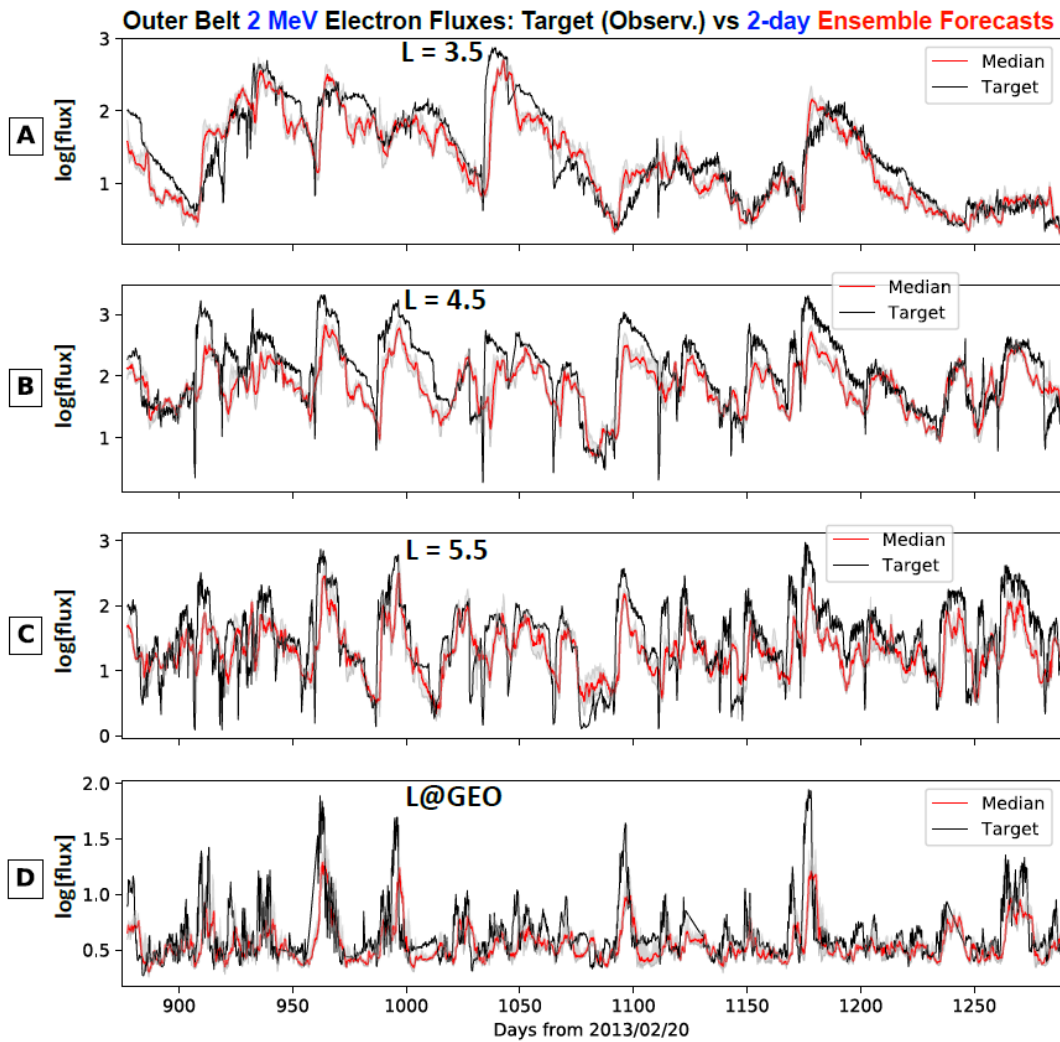 Outer Belt 2 MeV Electron Fluxes: Target (Observ.) vs 2-day Ensemble Forecasts
A
log[flux]
3
2
1
L = 3.5
Median
Target
B
log[flux]
3
2
1
L = 4.5
Median
Target
C
log[flux]
3
2
1
0
L = 5.5
Median
Target
D
log[flux]
2.0
1.5
1.0
0.5
L@GEO
Median
Target
900 950 1000 1050 1100 1150 1200 1250
Days from 2013/02/20